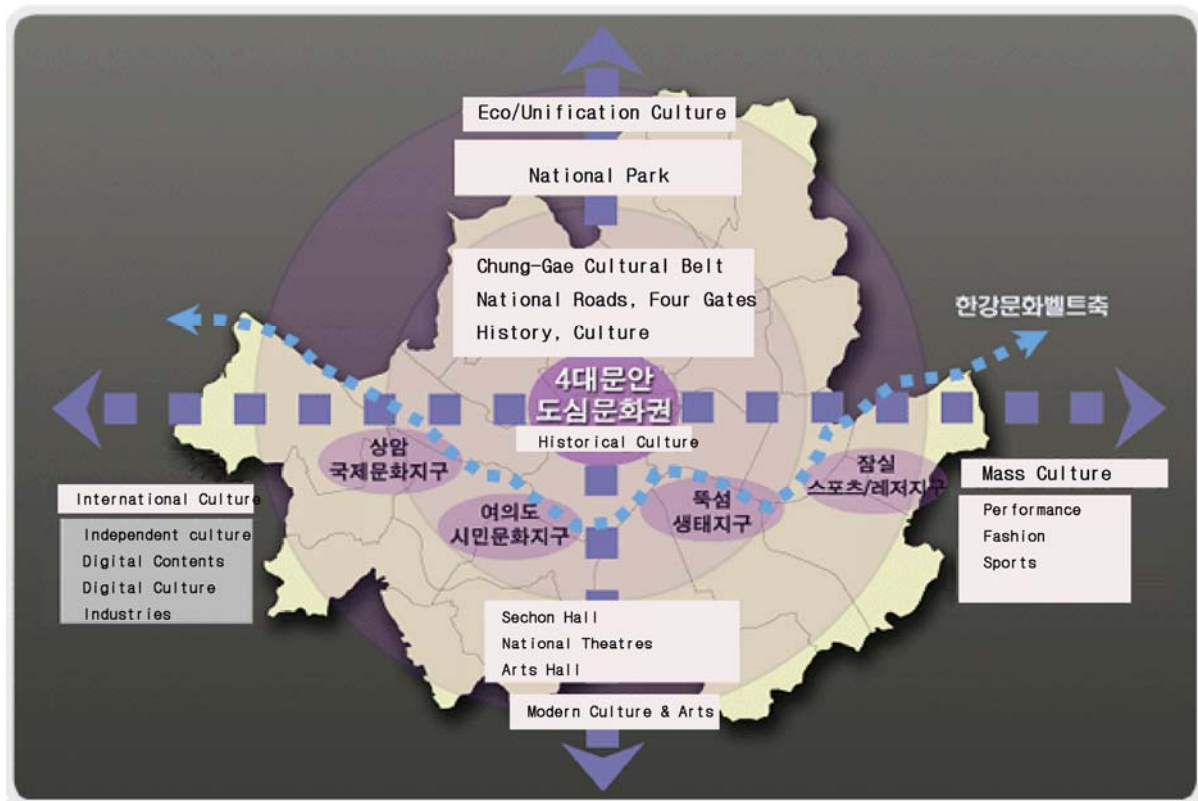 Eco/Unification Culture
National Park
Chung-Gae Cultural Belt
National Roads, Four Gates
History, Culture
한강문화벨트축
4대문안
도심문화권
Historical Culture
상암
국제문화지구
여의도
시민문화지구
뚝섬
생태지구
잠실
스포츠/레저지구
International Culture
Independent culture
Digital Contents
Digital Culture
Industries
Mass Culture
Performance
Fashion
Sports
Sechon Hall
National Theatres
Arts Hall
Modern Culture & Arts